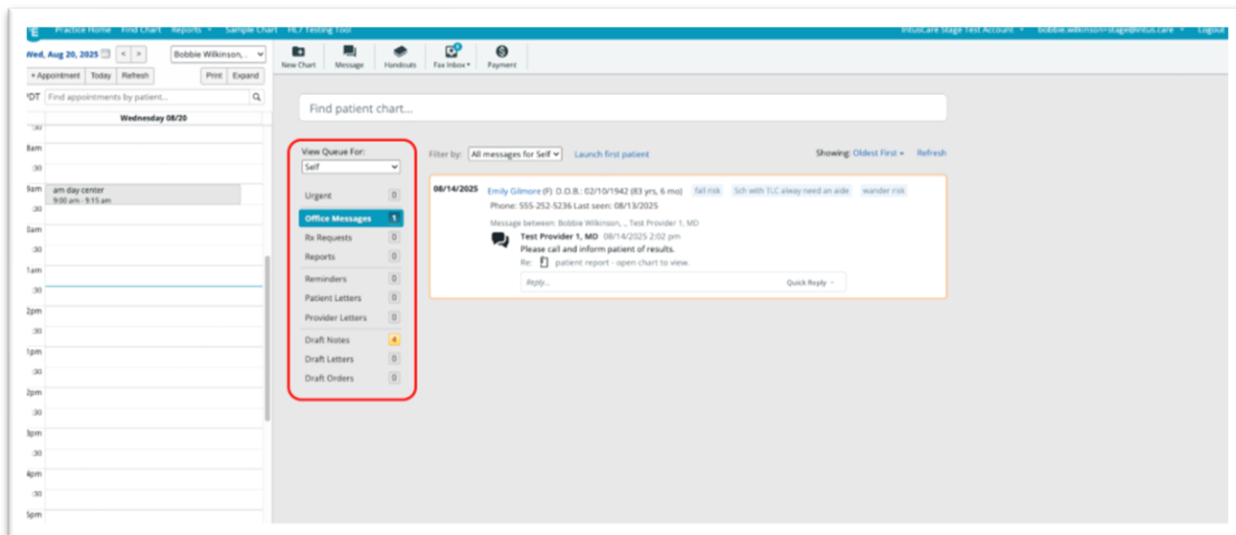 E Practice Home Find Chart Reports Sample Chart HL7 Testing Tool IntusCare Stage Test Account bobbie.wilkinson+stage@intus.care Logout
Wed, Aug 20, 2025 < > Bobbie Wilkinson, .
+ Appointment Today Refresh Print Expand
PDT Find appointments by patient...
Wednesday 08/20
:30
8am
:30
9am am day center
9:00 am - 9:15 am
:30
0am
:30
1am
:30
2pm
:30
1pm
:30
2pm
:30
3pm
:30
4pm
:30
5pm
New Chart Message Handouts Fax Inbox Payment
Find patient chart...
View Queue For:
Self
Urgent 0
Office Messages 1
Rx Requests 0
Reports 0
Reminders 0
Patient Letters 0
Provider Letters 0
Draft Notes 4
Draft Letters 0
Draft Orders 0
Filter by: All messages for Self Launch first patient Showing: Oldest First Refresh
08/14/2025 Emily Gilmore (F) D.O.B.: 02/10/1942 (83 yrs, 6 mo) fall risk Sch with TLC alway need an aide wander risk
Phone: 555-252-5236 Last seen: 08/13/2025
Message between: Bobbie Wilkinson, ., Test Provider 1, MD
Test Provider 1, MD 08/14/2025 2:02 pm
Please call and inform patient of results.
Re: patient report - open chart to view.
Reply... Quick Reply